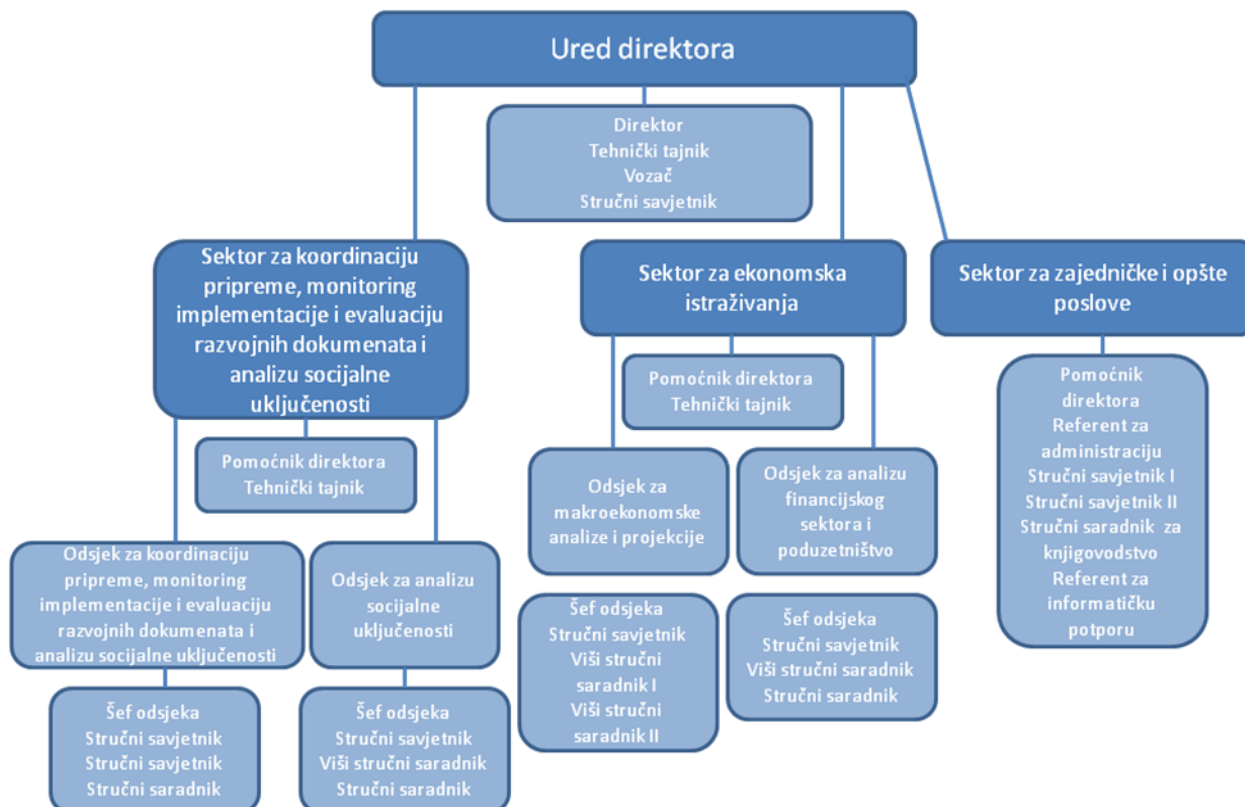 Ured direktora
Direktor
Tehnički tajnik
Vozač
Stručni savjetnik
Sektor za koordinaciju
pripreme, monitoring
implementacije i evaluaciju
razvojnih dokumenata i
analizu socijalne
uključenosti
Sektor za ekonomska
istraživanja
Sektor za zajedničke i opšte
poslove
Pomoćnik direktora
Tehnički tajnik
Pomoćnik direktora
Tehnički tajnik
Pomoćnik
direktora
Referent za
administraciju
Stručni savjetnik I
Stručni savjetnik II
Stručni saradnik za
knjigovodstvo
Referent za
informatičku
potporu
Odsjek za koordinaciju
pripreme, monitoring
implementacije i evaluaciju
razvojnih dokumenata i
analizu socijalne uključenosti
Odsjek za analizu
socijalne
uključenosti
Odsjek za
makroekonomske
analize i projekcije
Odsjek za analizu
financijskog
sektora i
poduzetništvo
Šef odsjeka
Stručni savjetnik
Stručni savjetnik
Stručni saradnik
Šef odsjeka
Stručni savjetnik
Viši stručni saradnik
Stručni saradnik
Šef odsjeka
Stručni savjetnik
Viši stručni
saradnik I
Viši stručni
saradnik II
Šef odsjeka
Stručni savjetnik
Viši stručni saradnik
Stručni saradnik